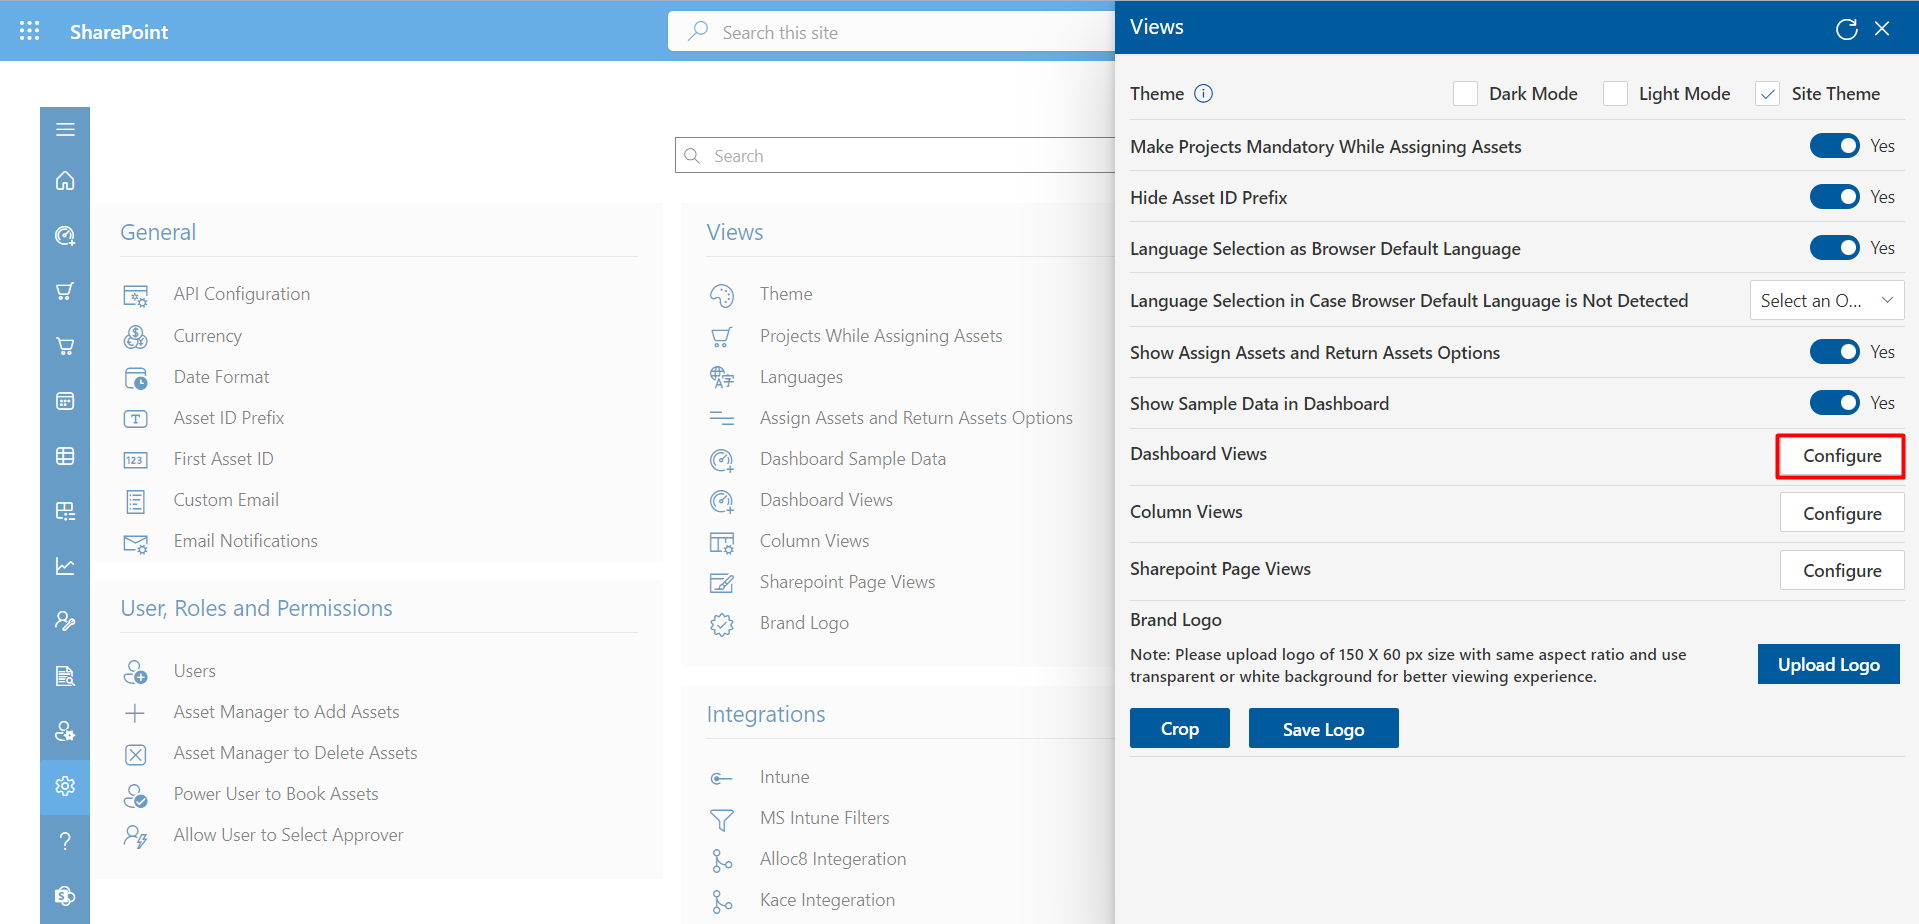 SharePoint
Search this site
Search
General
API Configuration
Currency
Date Format
Asset ID Prefix
123
First Asset ID
Custom Email
Email Notifications
User, Roles and Permissions
Users
Asset Manager to Add Assets
Asset Manager to Delete Assets
Power User to Book Assets
Allow User to Select Approver
Views
Theme
Projects While Assigning Assets
Languages
Assign Assets and Return Assets Options
Dashboard Sample Data
Dashboard Views
Column Views
Sharepoint Page Views
Brand Logo
Integrations
Intune
MS Intune Filters
Alloc8 Integeration
Kace Integeration
Views
Theme Dark Mode Light Mode Site Theme
Make Projects Mandatory While Assigning Assets Yes
Hide Asset ID Prefix Yes
Language Selection as Browser Default Language Yes
Language Selection in Case Browser Default Language is Not Detected Select an O...
Show Assign Assets and Return Assets Options Yes
Show Sample Data in Dashboard Yes
Dashboard Views Configure
Column Views Configure
Sharepoint Page Views Configure
Brand Logo
Note: Please upload logo of 150 X 60 px size with same aspect ratio and use
transparent or white background for better viewing experience.
Upload Logo
Crop Save Logo